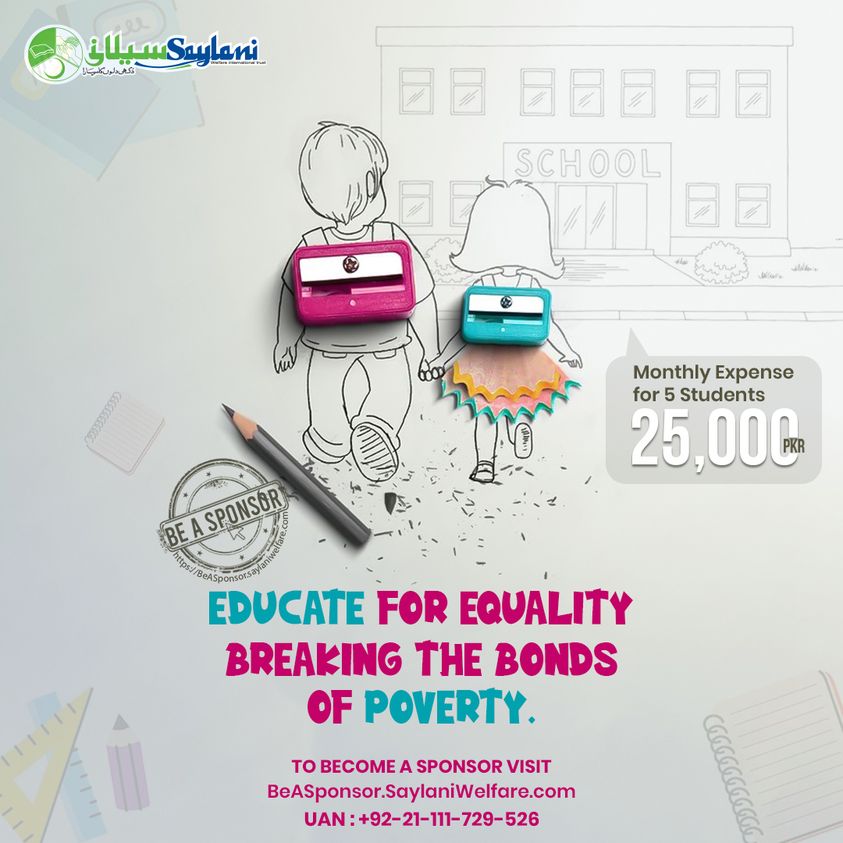 سیلانی Saylani
Welfare International Trust
SCHOOL
Monthly Expense
for 5 Students
25,000 PKR
BE A SPONSOR
https://BeASponsor.saylaniwelfare.com
EDUCATE FOR EQUALITY
BREAKING THE BONDS
OF POVERTY.
TO BECOME A SPONSOR VISIT
BeASponsor.SaylaniWelfare.com
UAN : +92-21-111-729-526